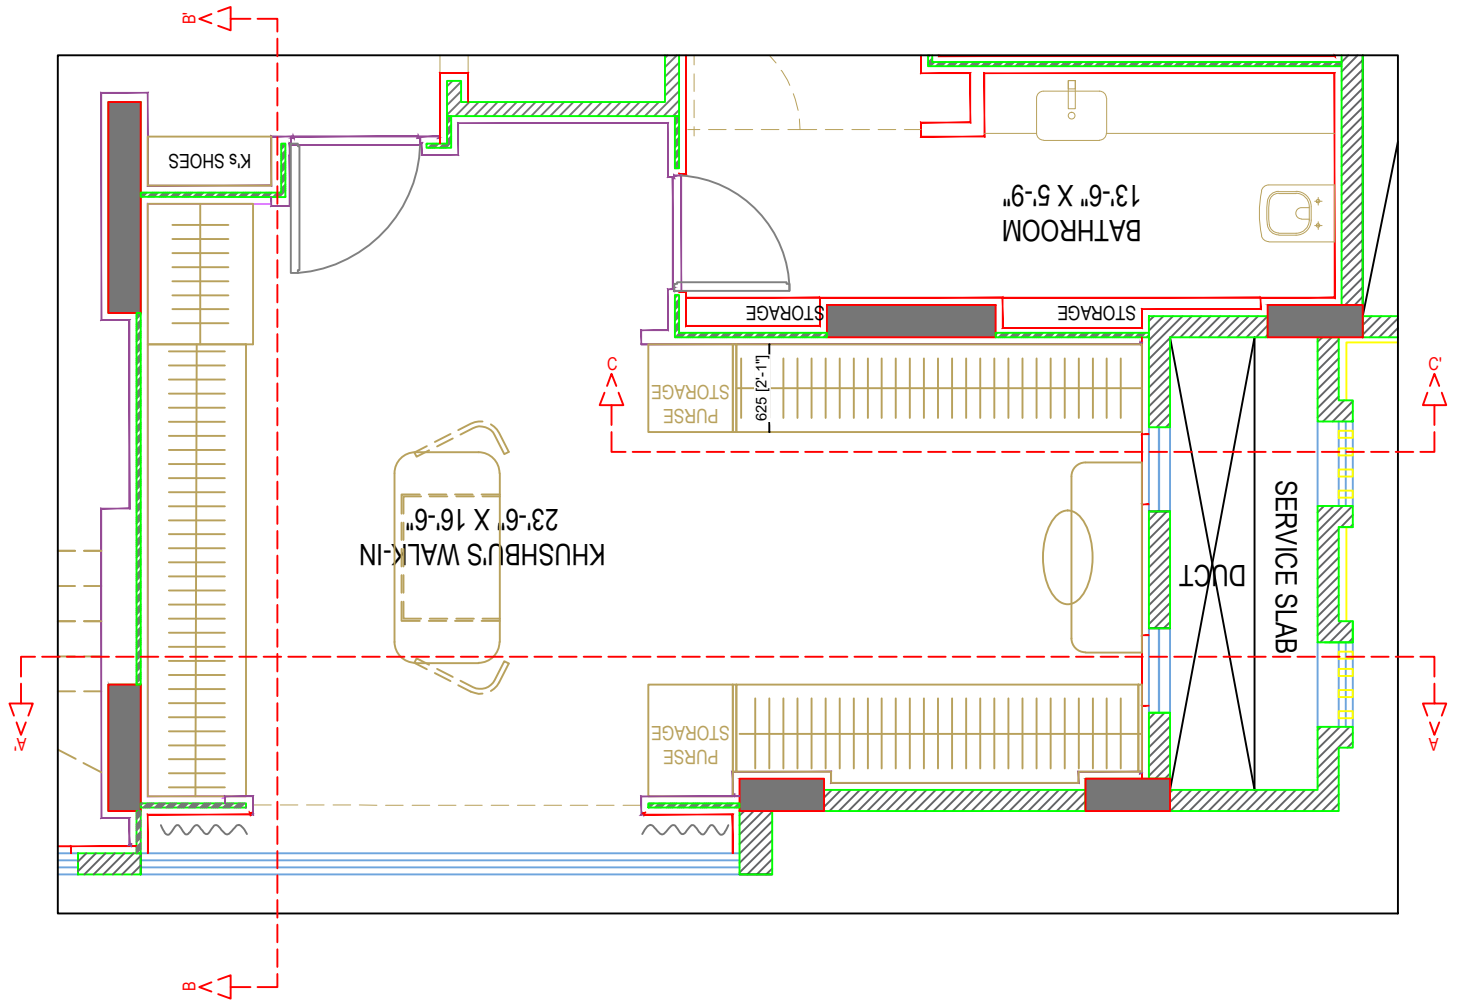 B'
K's SHOES
BATHROOM
13'-6" X 5'-9"
STORAGE
STORAGE
C
C'
PURSE
STORAGE
625 [2'-1"]
KHUSHBU'S WALK-IN
23'-6" X 16'-6"
DUCT
SERVICE SLAB
PURSE
STORAGE
A'
A
B